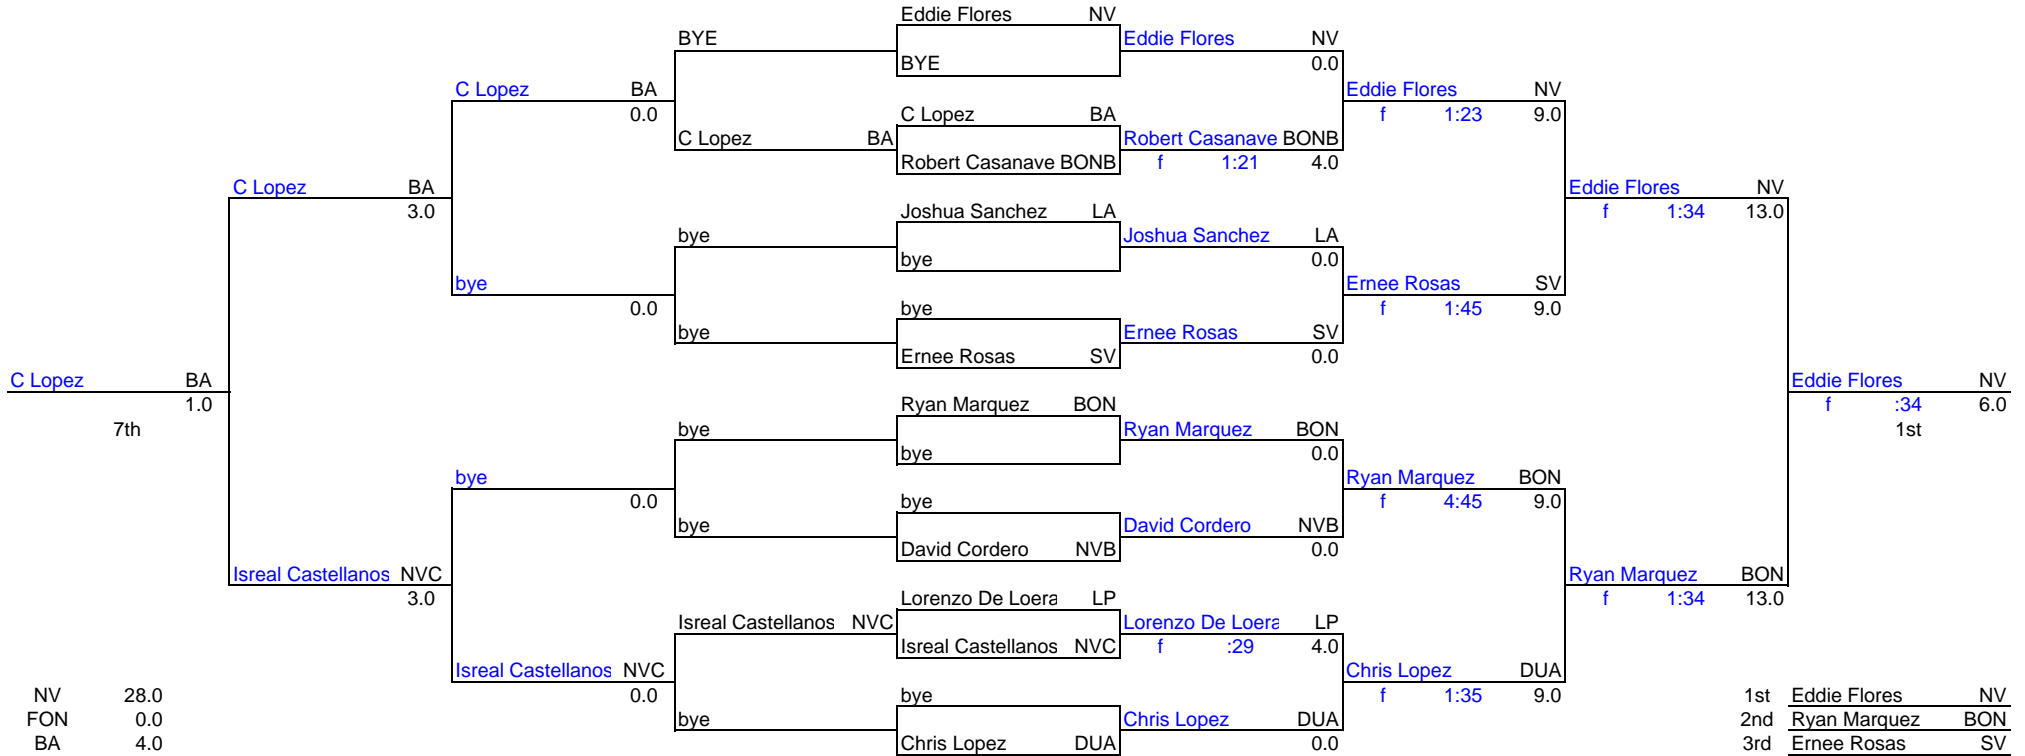 Eddie Flores NV
BYE Eddie Flores NV
BYE 0.0
C Lopez BA Eddie Flores NV
0.0 C Lopez BA f 1:23 9.0
C Lopez BA Robert Casanave BONB
Robert Casanave BONB f 1:21 4.0
C Lopez BA Eddie Flores NV
3.0 Joshua Sanchez LA f 1:34 13.0
bye Joshua Sanchez LA
bye 0.0
bye Ernee Rosas SV
0.0 bye f 1:45 9.0
bye Ernee Rosas SV
Ernee Rosas SV 0.0
C Lopez BA Eddie Flores NV
1.0 Ryan Marquez BON f :34 6.0
7th bye Ryan Marquez BON 1st
bye 0.0
bye Ryan Marquez BON
0.0 bye f 4:45 9.0
bye David Cordero NVB
David Cordero NVB 0.0
Isreal Castellanos NVC Ryan Marquez BON
3.0 Lorenzo De Loera LP f 1:34 13.0
Isreal Castellanos NVC Lorenzo De Loera LP
Isreal Castellanos NVC f :29 4.0
Isreal Castellanos NVC Chris Lopez DUA
NV 28.0 0.0 bye f 1:35 9.0 1st Eddie Flores NV
FON 0.0 bye Chris Lopez DUA 2nd Ryan Marquez BON
BA 4.0 Chris Lopez DUA 0.0 3rd Ernee Rosas SV